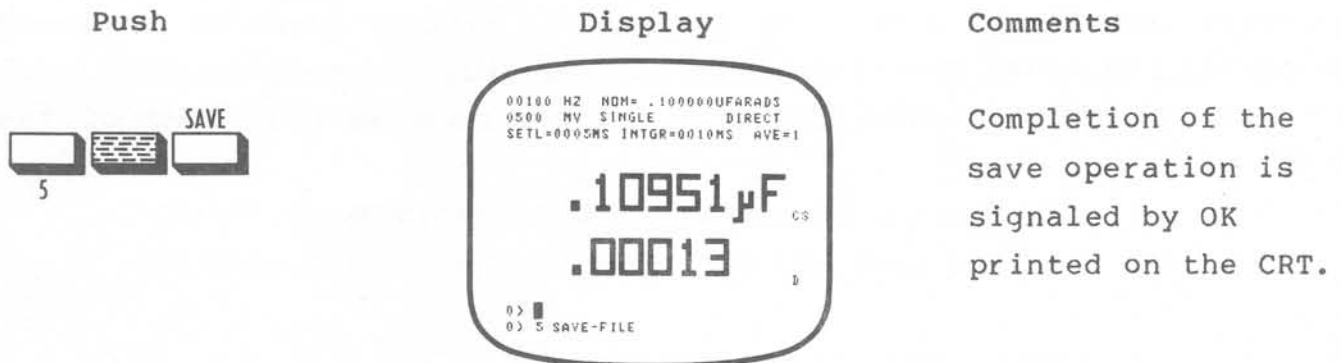 Push
Display
Comments
SAVE
5
00100 HZ NOM= .100000UFARADS
0500 MV SINGLE DIRECT
SETL=0005MS INTGR=0010MS AVE=1
.10951µF CS
.00013 D
0>
0> 5 SAVE-FILE
Completion of the
save operation is
signaled by OK
printed on the CRT.